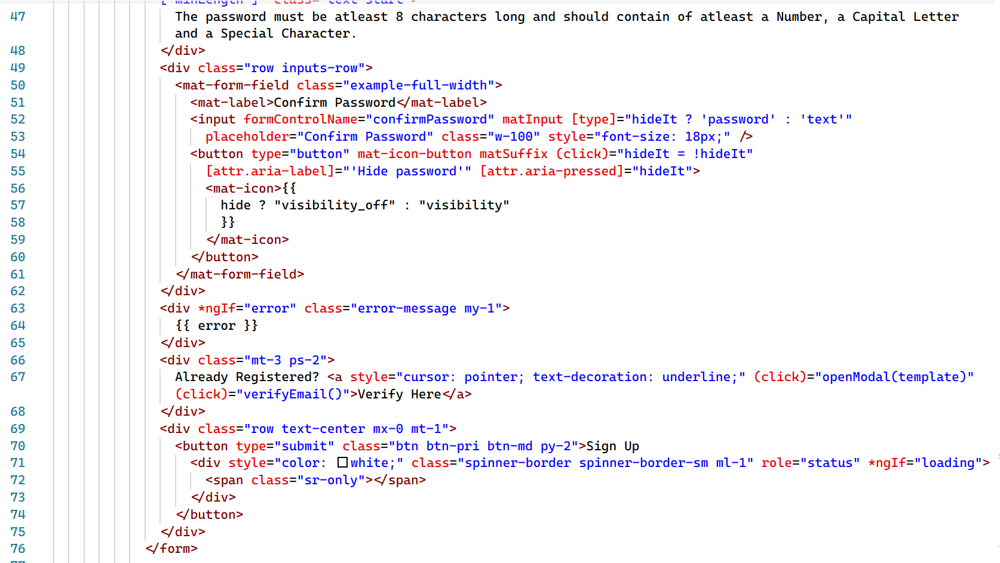 ['minLength']" class="text-start">
47 The password must be atleast 8 characters long and should contain of atleast a Number, a Capital Letter
and a Special Character.
48 </div>
49 <div class="row inputs-row">
50 <mat-form-field class="example-full-width">
51 <mat-label>Confirm Password</mat-label>
52 <input formControlName="confirmPassword" matInput [type]="hideIt ? 'password' : 'text'"
53 placeholder="Confirm Password" class="w-100" style="font-size: 18px;" />
54 <button type="button" mat-icon-button matSuffix (click)="hideIt = !hideIt"
55 [attr.aria-label]="'Hide password'" [attr.aria-pressed]="hideIt">
56 <mat-icon>{{
57 hide ? "visibility_off" : "visibility"
58 }}
59 </mat-icon>
60 </button>
61 </mat-form-field>
62 </div>
63 <div *ngIf="error" class="error-message my-1">
64 {{ error }}
65 </div>
66 <div class="mt-3 ps-2">
67 Already Registered? <a style="cursor: pointer; text-decoration: underline;" (click)="openModal(template)"
(click)="verifyEmail()">Verify Here</a>
68 </div>
69 <div class="row text-center mx-0 mt-1">
70 <button type="submit" class="btn btn-pri btn-md py-2">Sign Up
71 <div style="color: white;" class="spinner-border spinner-border-sm ml-1" role="status" *ngIf="loading">
72 <span class="sr-only"></span>
73 </div>
74 </button>
75 </div>
76 </form>
77